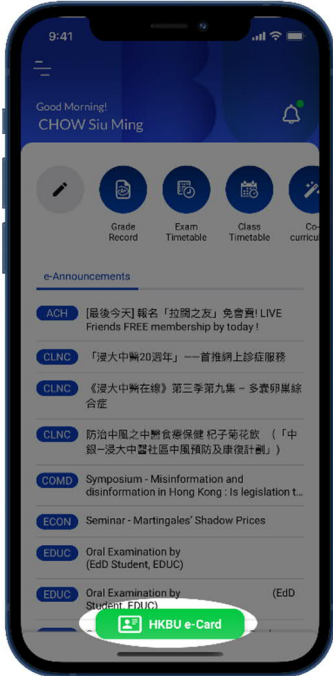 9:41
Good Morning!
CHOW Siu Ming
Grade
Record
Exam
Timetable
Class
Timetable
Co-
curricul
e-Announcements
ACH [最後今天] 報名「拉闊之友」免會費! LIVE
Friends FREE membership by today !
CLNC 「浸大中醫20週年」——首推網上診症服務
CLNC 《浸大中醫在線》第三季第九集 – 多囊卵巢綜
合症
CLNC 防治中風之中醫食療保健 杞子菊花飲 （「中
銀–浸大中醫社區中風預防及康復計劃」)
COMD Symposium - Misinformation and
disinformation in Hong Kong : Is legislation t...
ECON Seminar - Martingales' Shadow Prices
EDUC Oral Examination by
(EdD Student, EDUC)
EDUC Oral Examination by (EdD
Student, EDUC)
HKBU e-Card